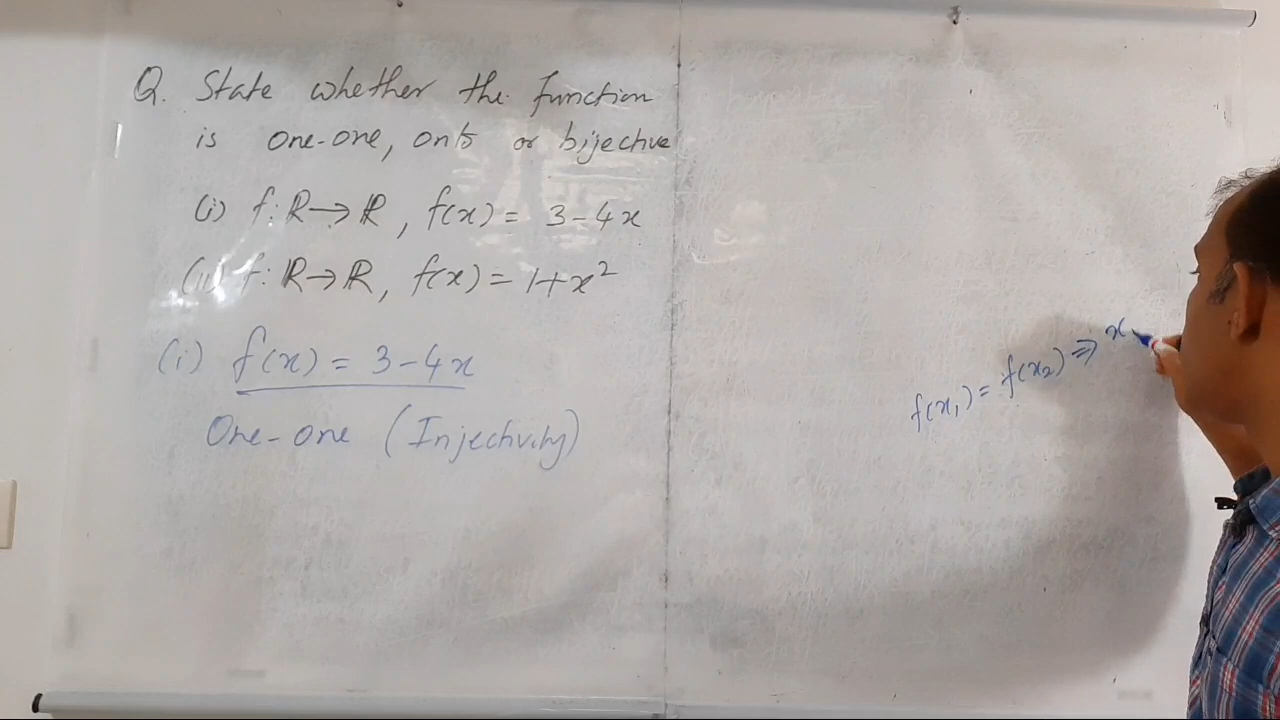 Q. State whether the function
is one-one, onto or bijective
(i) f: ℝ→ℝ, f(x) = 3-4x
(ii) f: ℝ→ℝ, f(x) = 1+x²
(i) f(x) = 3-4x
One-one (Injectivity)
f(x₁) = f(x₂) ⇒ x